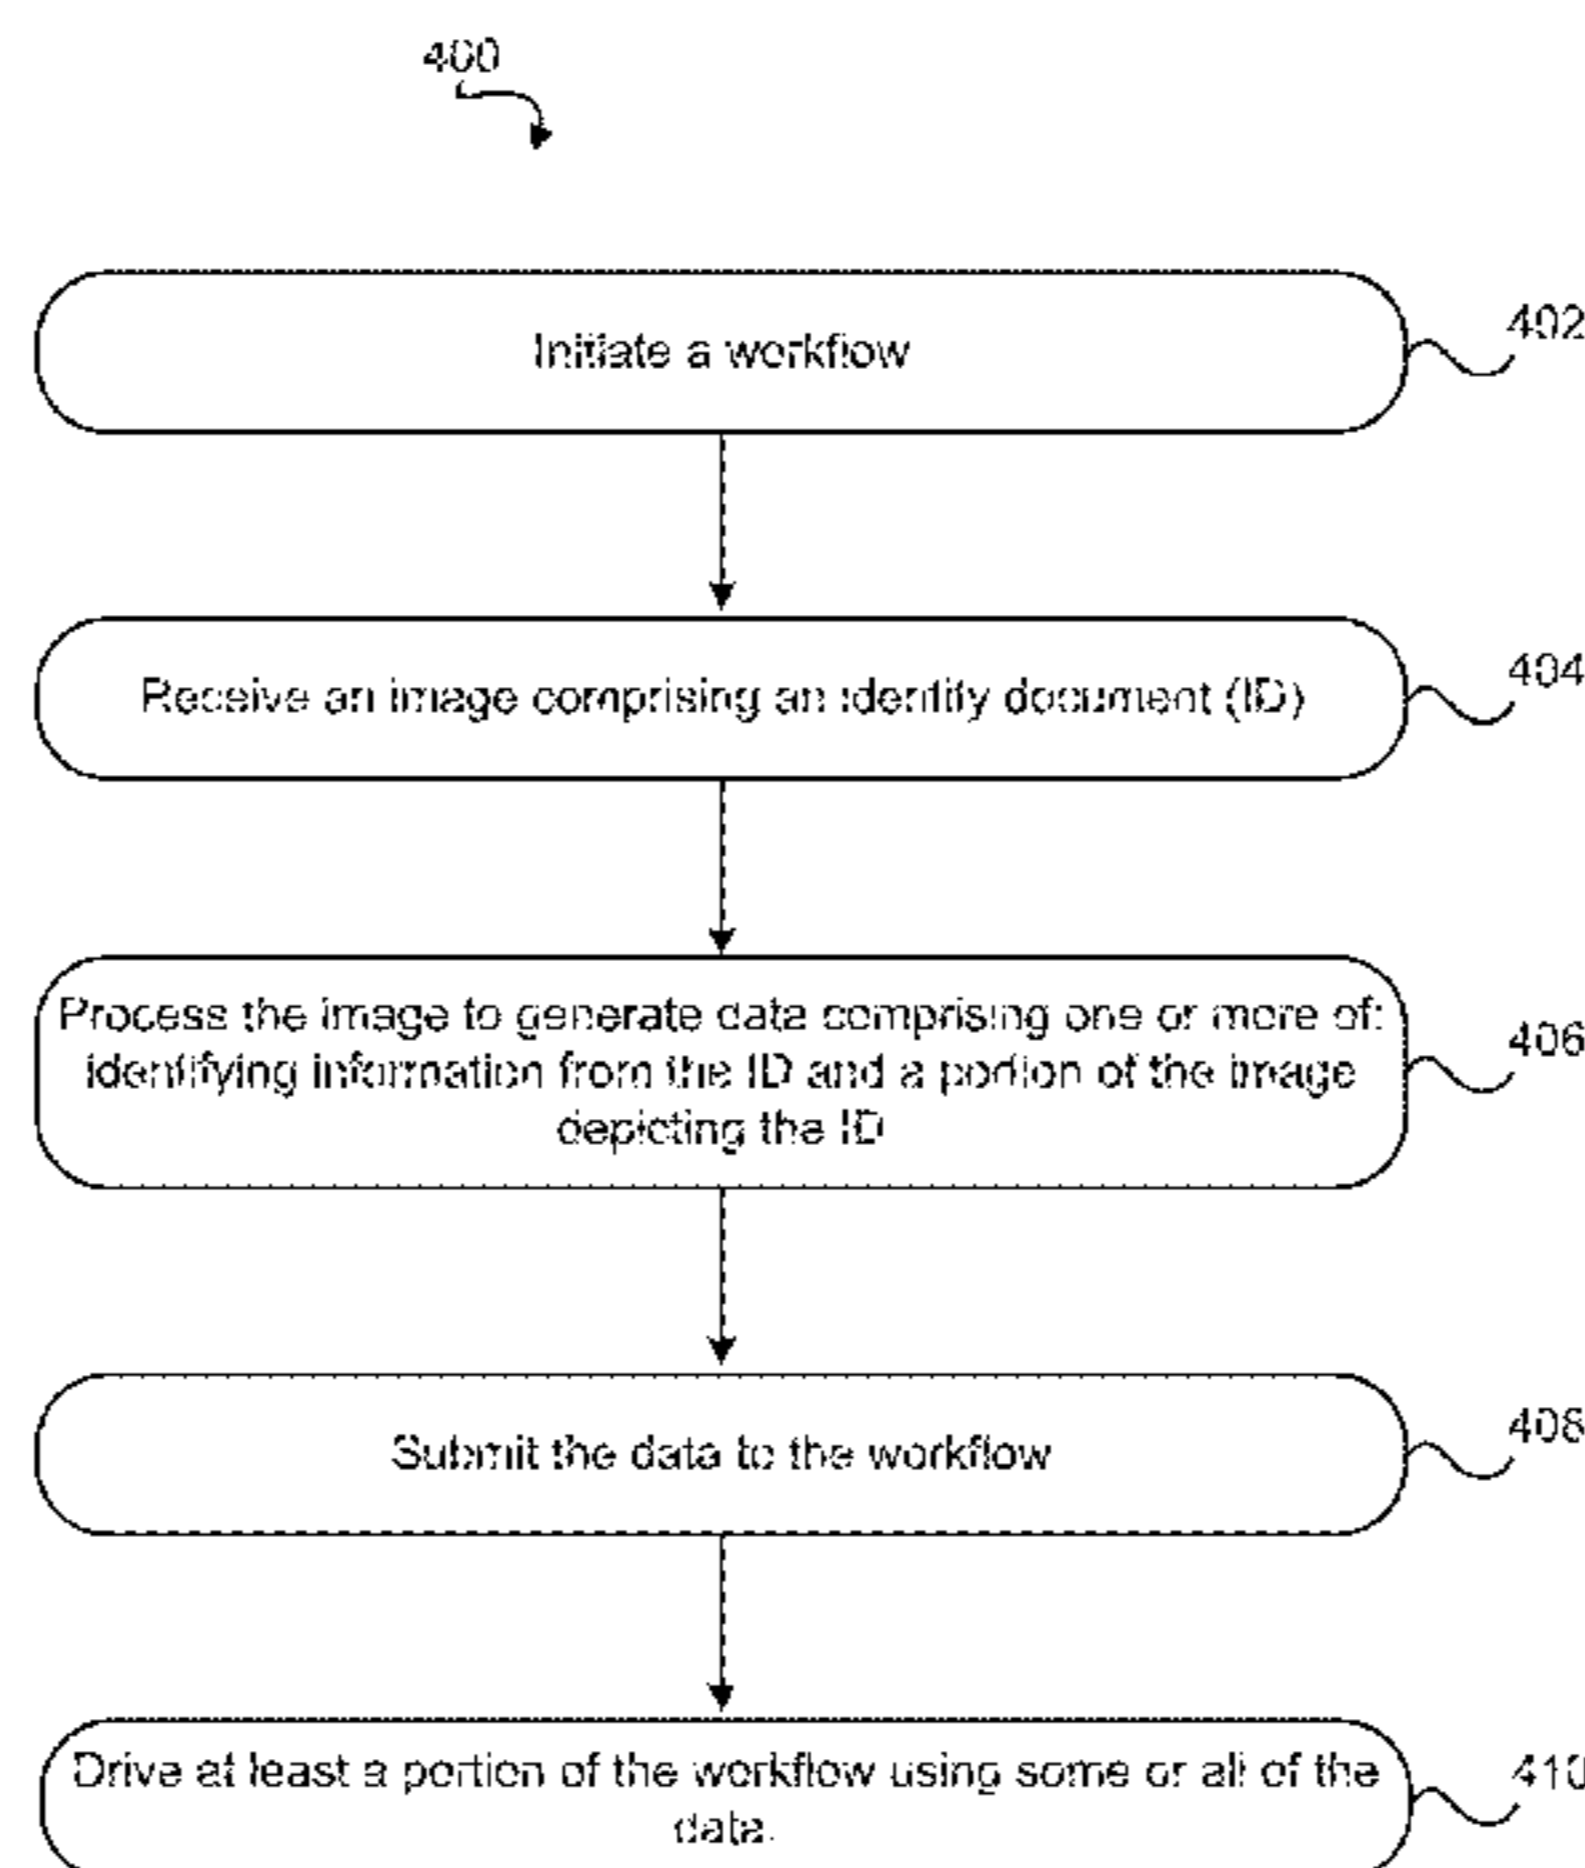 400
Initiate a workflow
402
Receive an image comprising an identity document (ID)
404
Process the image to generate data comprising one or more of:
identifying information from the ID and a portion of the image
depicting the ID
406
Submit the data to the workflow
408
Drive at least a portion of the workflow using some or all of the
data.
410